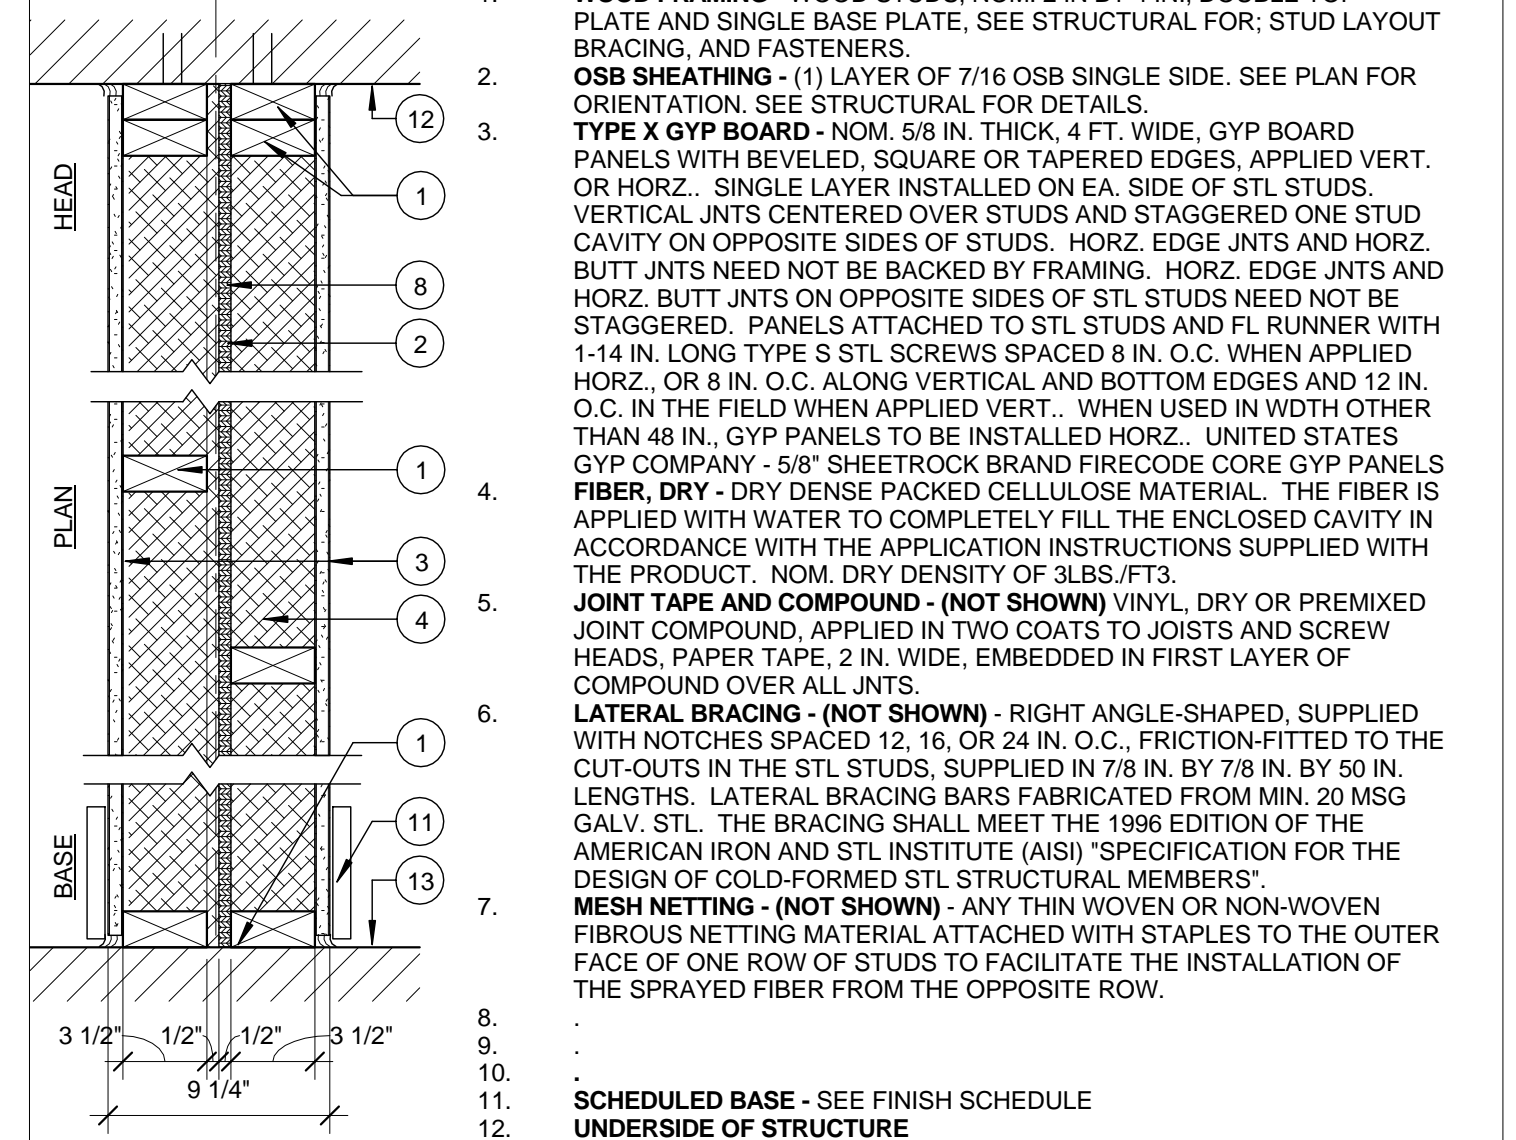 PLATE AND SINGLE BASE PLATE, SEE STRUCTURAL FOR; STUD LAYOUT
BRACING, AND FASTENERS.
2. OSB SHEATHING - (1) LAYER OF 7/16 OSB SINGLE SIDE. SEE PLAN FOR
ORIENTATION. SEE STRUCTURAL FOR DETAILS.
3. TYPE X GYP BOARD - NOM. 5/8 IN. THICK, 4 FT. WIDE, GYP BOARD
PANELS WITH BEVELED, SQUARE OR TAPERED EDGES, APPLIED VERT.
OR HORZ.. SINGLE LAYER INSTALLED ON EA. SIDE OF STL STUDS.
VERTICAL JNTS CENTERED OVER STUDS AND STAGGERED ONE STUD
CAVITY ON OPPOSITE SIDES OF STUDS. HORZ. EDGE JNTS AND HORZ.
BUTT JNTS NEED NOT BE BACKED BY FRAMING. HORZ. EDGE JNTS AND
HORZ. BUTT JNTS ON OPPOSITE SIDES OF STL STUDS NEED NOT BE
STAGGERED. PANELS ATTACHED TO STL STUDS AND FL RUNNER WITH
1-14 IN. LONG TYPE S STL SCREWS SPACED 8 IN. O.C. WHEN APPLIED
HORZ., OR 8 IN. O.C. ALONG VERTICAL AND BOTTOM EDGES AND 12 IN.
O.C. IN THE FIELD WHEN APPLIED VERT.. WHEN USED IN WDTH OTHER
THAN 48 IN., GYP PANELS TO BE INSTALLED HORZ.. UNITED STATES
GYP COMPANY - 5/8" SHEETROCK BRAND FIRECODE CORE GYP PANELS
4. FIBER, DRY - DRY DENSE PACKED CELLULOSE MATERIAL. THE FIBER IS
APPLIED WITH WATER TO COMPLETELY FILL THE ENCLOSED CAVITY IN
ACCORDANCE WITH THE APPLICATION INSTRUCTIONS SUPPLIED WITH
THE PRODUCT. NOM. DRY DENSITY OF 3LBS./FT3.
5. JOINT TAPE AND COMPOUND - (NOT SHOWN) VINYL, DRY OR PREMIXED
JOINT COMPOUND, APPLIED IN TWO COATS TO JOISTS AND SCREW
HEADS, PAPER TAPE, 2 IN. WIDE, EMBEDDED IN FIRST LAYER OF
COMPOUND OVER ALL JNTS.
6. LATERAL BRACING - (NOT SHOWN) - RIGHT ANGLE-SHAPED, SUPPLIED
WITH NOTCHES SPACED 12, 16, OR 24 IN. O.C., FRICTION-FITTED TO THE
CUT-OUTS IN THE STL STUDS, SUPPLIED IN 7/8 IN. BY 7/8 IN. BY 50 IN.
LENGTHS. LATERAL BRACING BARS FABRICATED FROM MIN. 20 MSG
GALV. STL. THE BRACING SHALL MEET THE 1996 EDITION OF THE
AMERICAN IRON AND STL INSTITUTE (AISI) "SPECIFICATION FOR THE
DESIGN OF COLD-FORMED STL STRUCTURAL MEMBERS".
7. MESH NETTING - (NOT SHOWN) - ANY THIN WOVEN OR NON-WOVEN
FIBROUS NETTING MATERIAL ATTACHED WITH STAPLES TO THE OUTER
FACE OF ONE ROW OF STUDS TO FACILITATE THE INSTALLATION OF
THE SPRAYED FIBER FROM THE OPPOSITE ROW.
8. .
9. .
10. .
11. SCHEDULED BASE - SEE FINISH SCHEDULE
12. UNDERSIDE OF STRUCTURE
HEAD
PLAN
BASE
12
1
8
2
1
3
4
1
11
13
3 1/2" 1/2" 1/2" 3 1/2"
9 1/4"